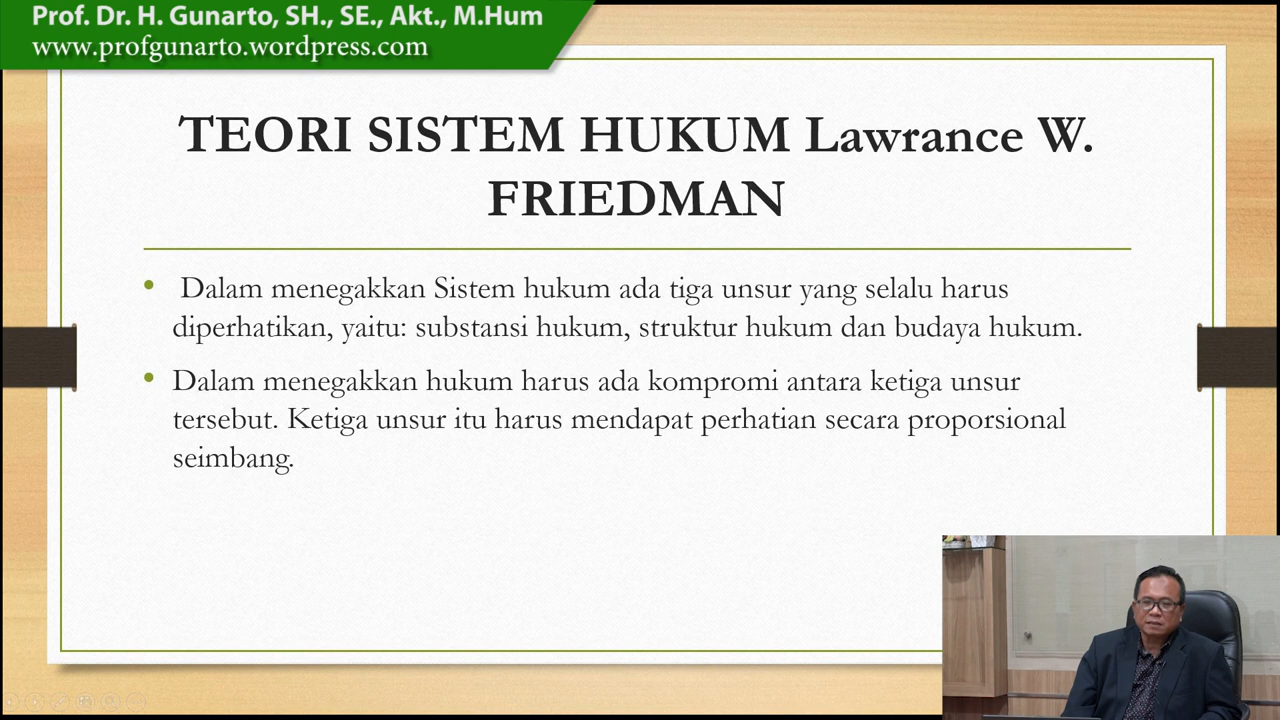 Prof. Dr. H. Gunarto, SH., SE., Akt., M.Hum
www.profgunarto.wordpress.com
TEORI SISTEM HUKUM Lawrance W.
FRIEDMAN
• Dalam menegakkan Sistem hukum ada tiga unsur yang selalu harus
diperhatikan, yaitu: substansi hukum, struktur hukum dan budaya hukum.
• Dalam menegakkan hukum harus ada kompromi antara ketiga unsur
tersebut. Ketiga unsur itu harus mendapat perhatian secara proporsional
seimbang.